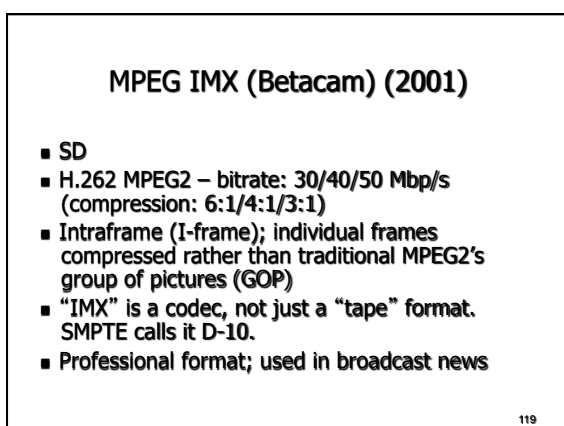 MPEG IMX (Betacam) (2001)
▪ SD
▪ H.262 MPEG2 – bitrate: 30/40/50 Mbp/s
(compression: 6:1/4:1/3:1)
▪ Intraframe (I-frame); individual frames
compressed rather than traditional MPEG2’s
group of pictures (GOP)
▪ “IMX” is a codec, not just a “tape” format.
SMPTE calls it D-10.
▪ Professional format; used in broadcast news
119